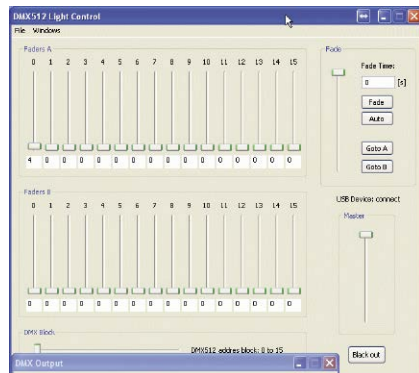 DMX512 Light Control
File Windows
Faders A
0 1 2 3 4 5 6 7 8 9 10 11 12 13 14 15
4 0 0 0 0 0 0 0 0 0 0 0 0 0 0 0
Fade
Fade Time:
0 [s]
Fade
Auto
Goto A
Goto B
Faders B
0 1 2 3 4 5 6 7 8 9 10 11 12 13 14 15
0 0 0 0 0 0 0 0 0 0 0 0 0 0 0 0
USB Device: connect
Master
Black out
DMX Block
DMX512 addres block: 0 to 15
DMX Output